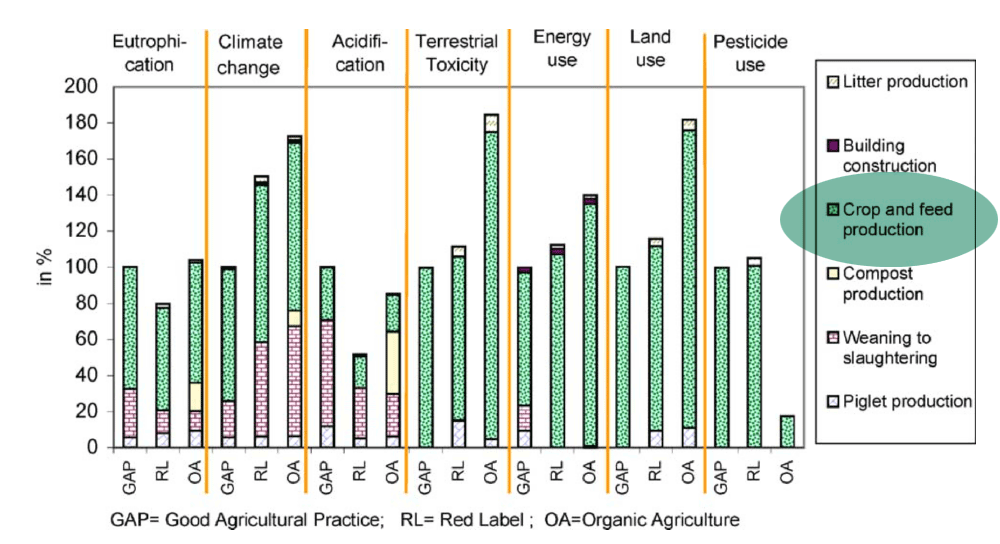 Eutrophi-
cation
Climate
change
Acidifi-
cation
Terrestrial
Toxicity
Energy
use
Land
use
Pesticide
use
in %
200
180
160
140
120
100
80
60
40
20
0
GAP RL OA GAP RL OA GAP RL OA GAP RL OA GAP RL OA GAP RL OA GAP RL OA
Litter production
Building
construction
Crop and feed
production
Compost
production
Weaning to
slaughtering
Piglet production
GAP= Good Agricultural Practice; RL= Red Label ; OA=Organic Agriculture